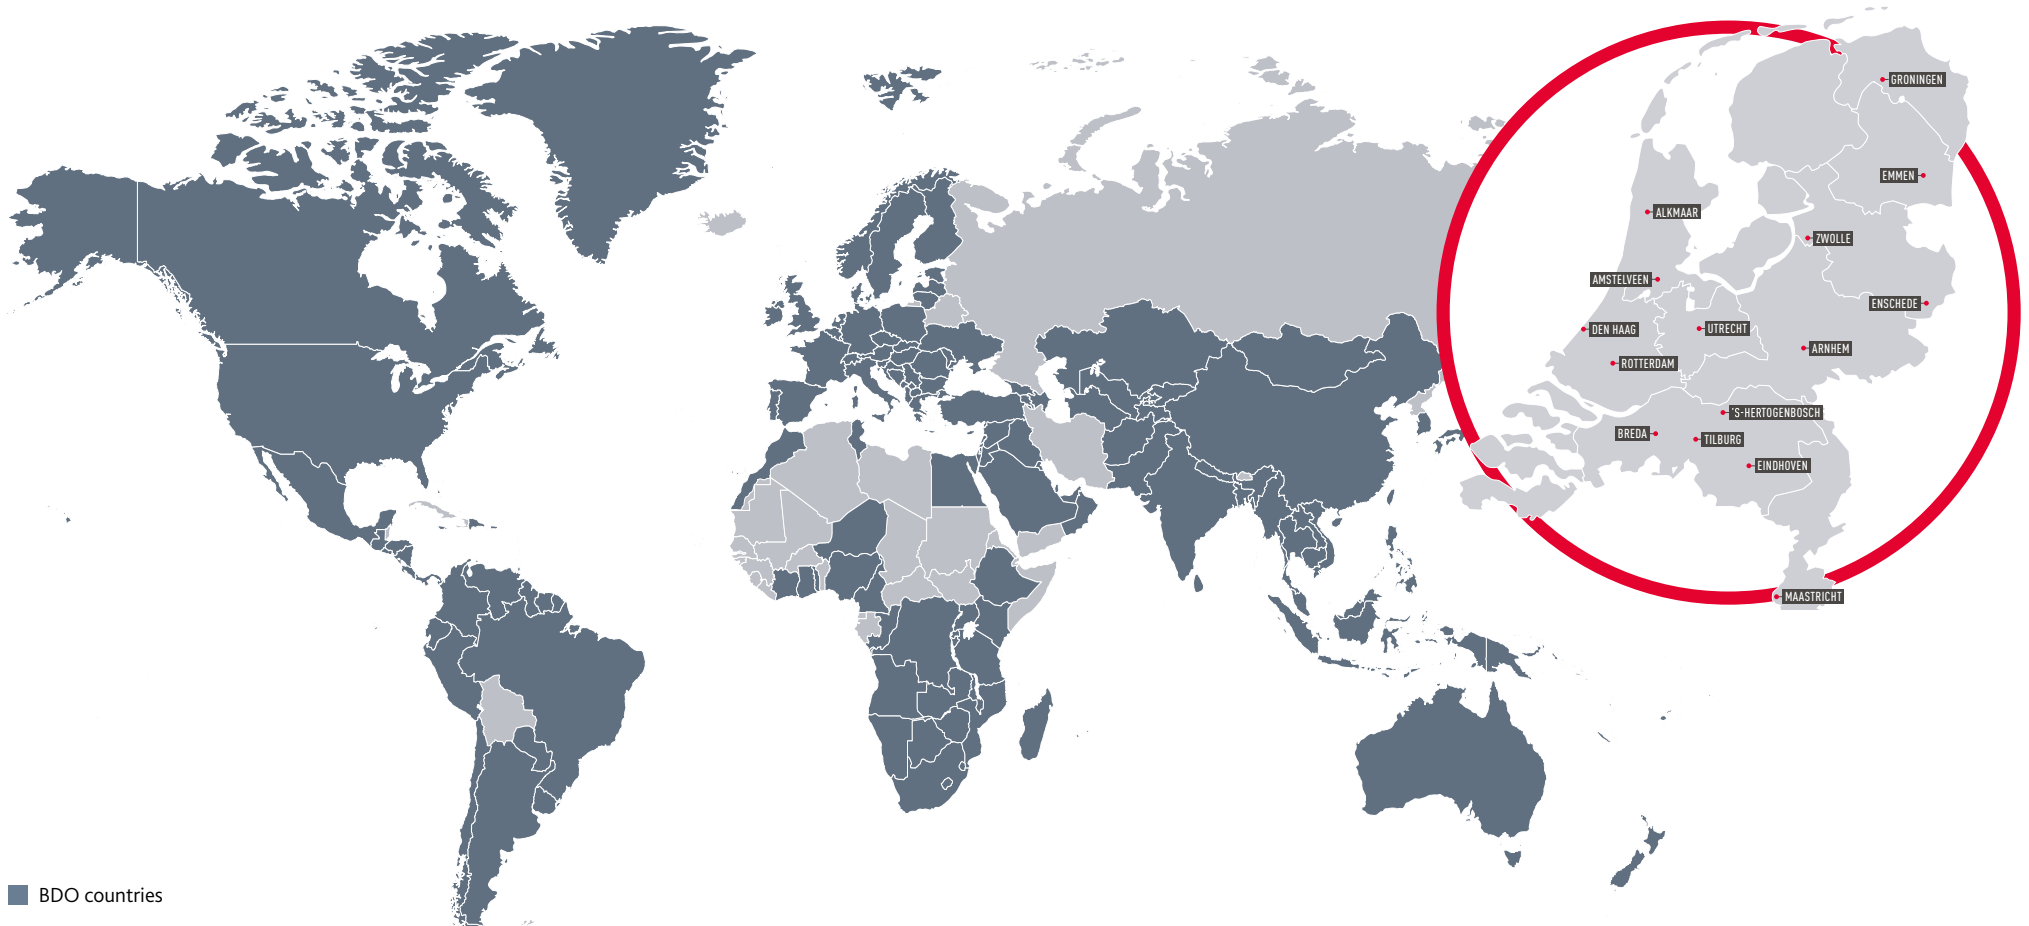 GRONINGEN
EMMEN
ALKMAAR
ZWOLLE
AMSTELVEEN
ENSCHEDE
DEN HAAG
UTRECHT
ARNHEM
ROTTERDAM
'S-HERTOGENBOSCH
BREDA
TILBURG
EINDHOVEN
MAASTRICHT
BDO countries